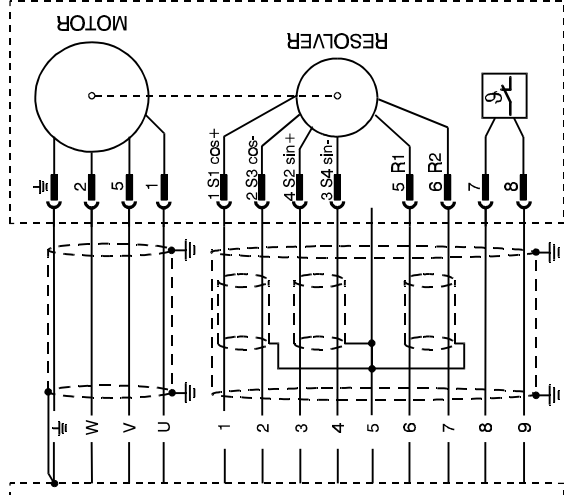 MOTOR
RESOLVER
ϑ
2
5
1
1 S1 cos+
2 S3 cos-
4 S2 sin+
3 S4 sin-
5 R1
6 R2
7
8
W
V
U
1
2
3
4
5
6
7
8
9